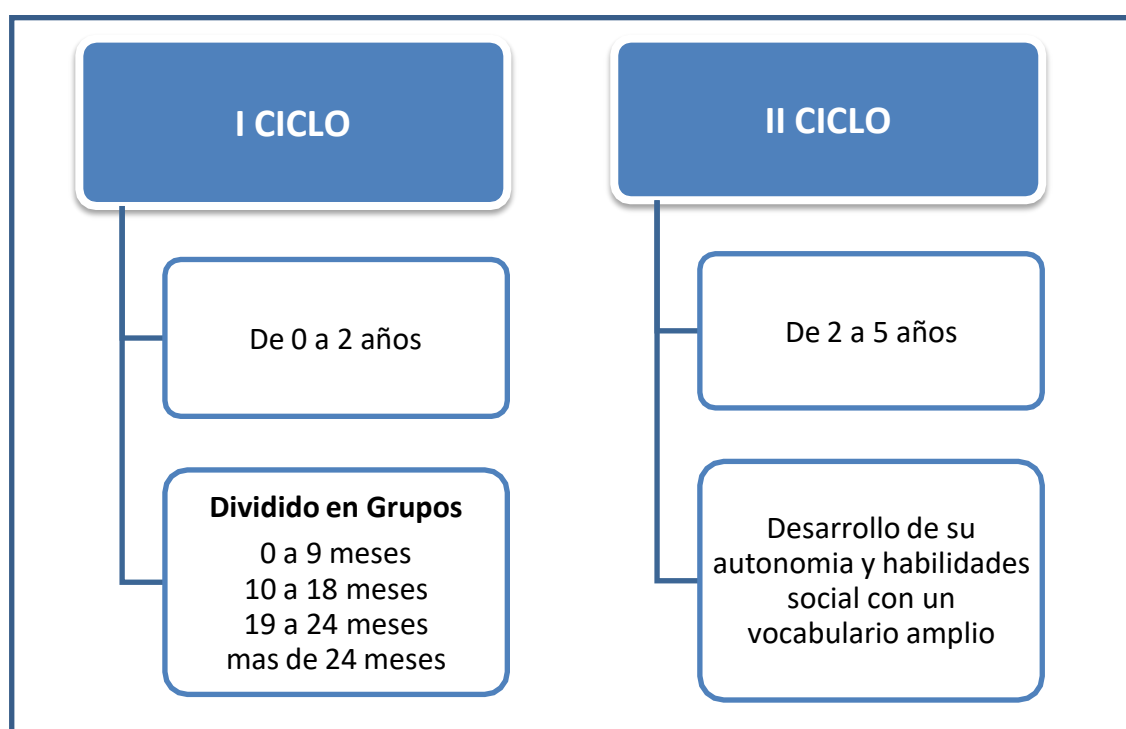 I CICLO
De 0 a 2 años
Dividido en Grupos
0 a 9 meses
10 a 18 meses
19 a 24 meses
mas de 24 meses
II CICLO
De 2 a 5 años
Desarrollo de su
autonomia y habilidades
social con un
vocabulario amplio